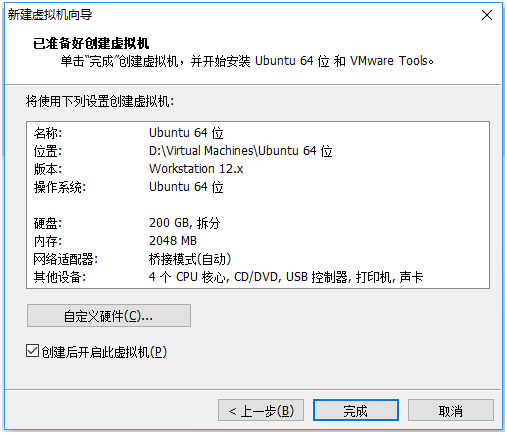 新建虚拟机向导
已准备好创建虚拟机
单击“完成”创建虚拟机，并开始安装 Ubuntu 64 位 和 VMware Tools。
将使用下列设置创建虚拟机:
名称: Ubuntu 64 位
位置: D:\Virtual Machines\Ubuntu 64 位
版本: Workstation 12.x
操作系统: Ubuntu 64 位
硬盘: 200 GB, 拆分
内存: 2048 MB
网络适配器: 桥接模式(自动)
其他设备: 4 个 CPU 核心, CD/DVD, USB 控制器, 打印机, 声卡
自定义硬件(C)...
创建后开启此虚拟机(P)
< 上一步(B) 完成 取消